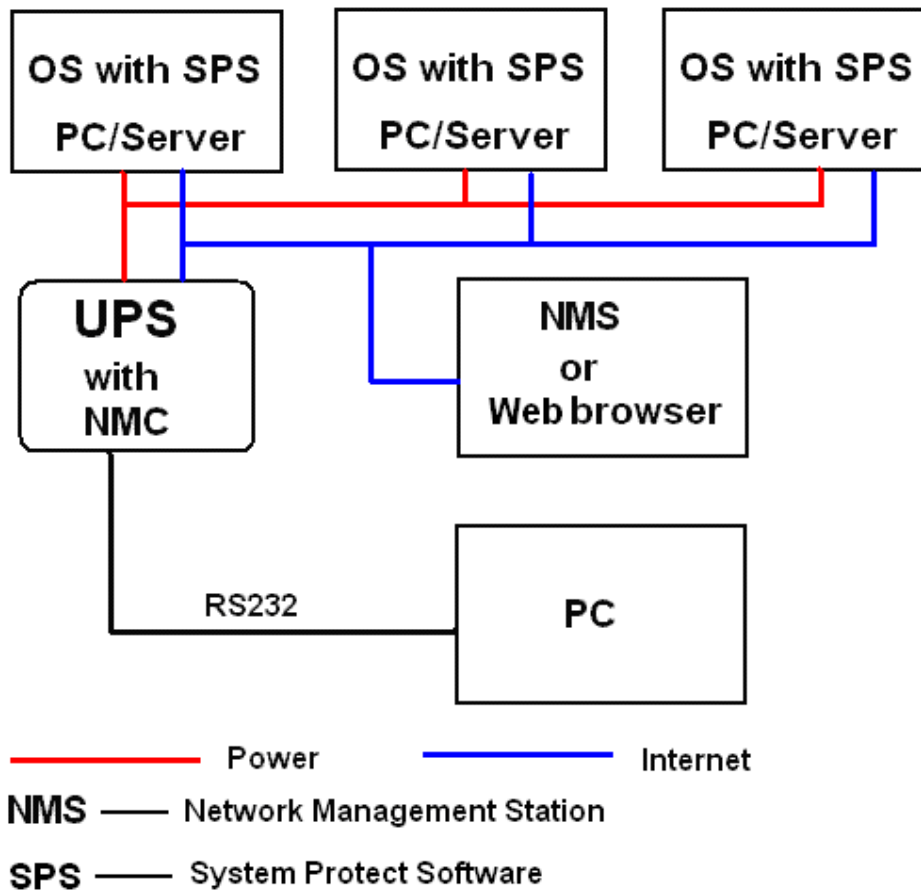 OS with SPS
PC/Server
OS with SPS
PC/Server
OS with SPS
PC/Server
UPS
with
NMC
NMS
or
Web browser
RS232
PC
Power
Internet
NMS — Network Management Station
SPS — System Protect Software